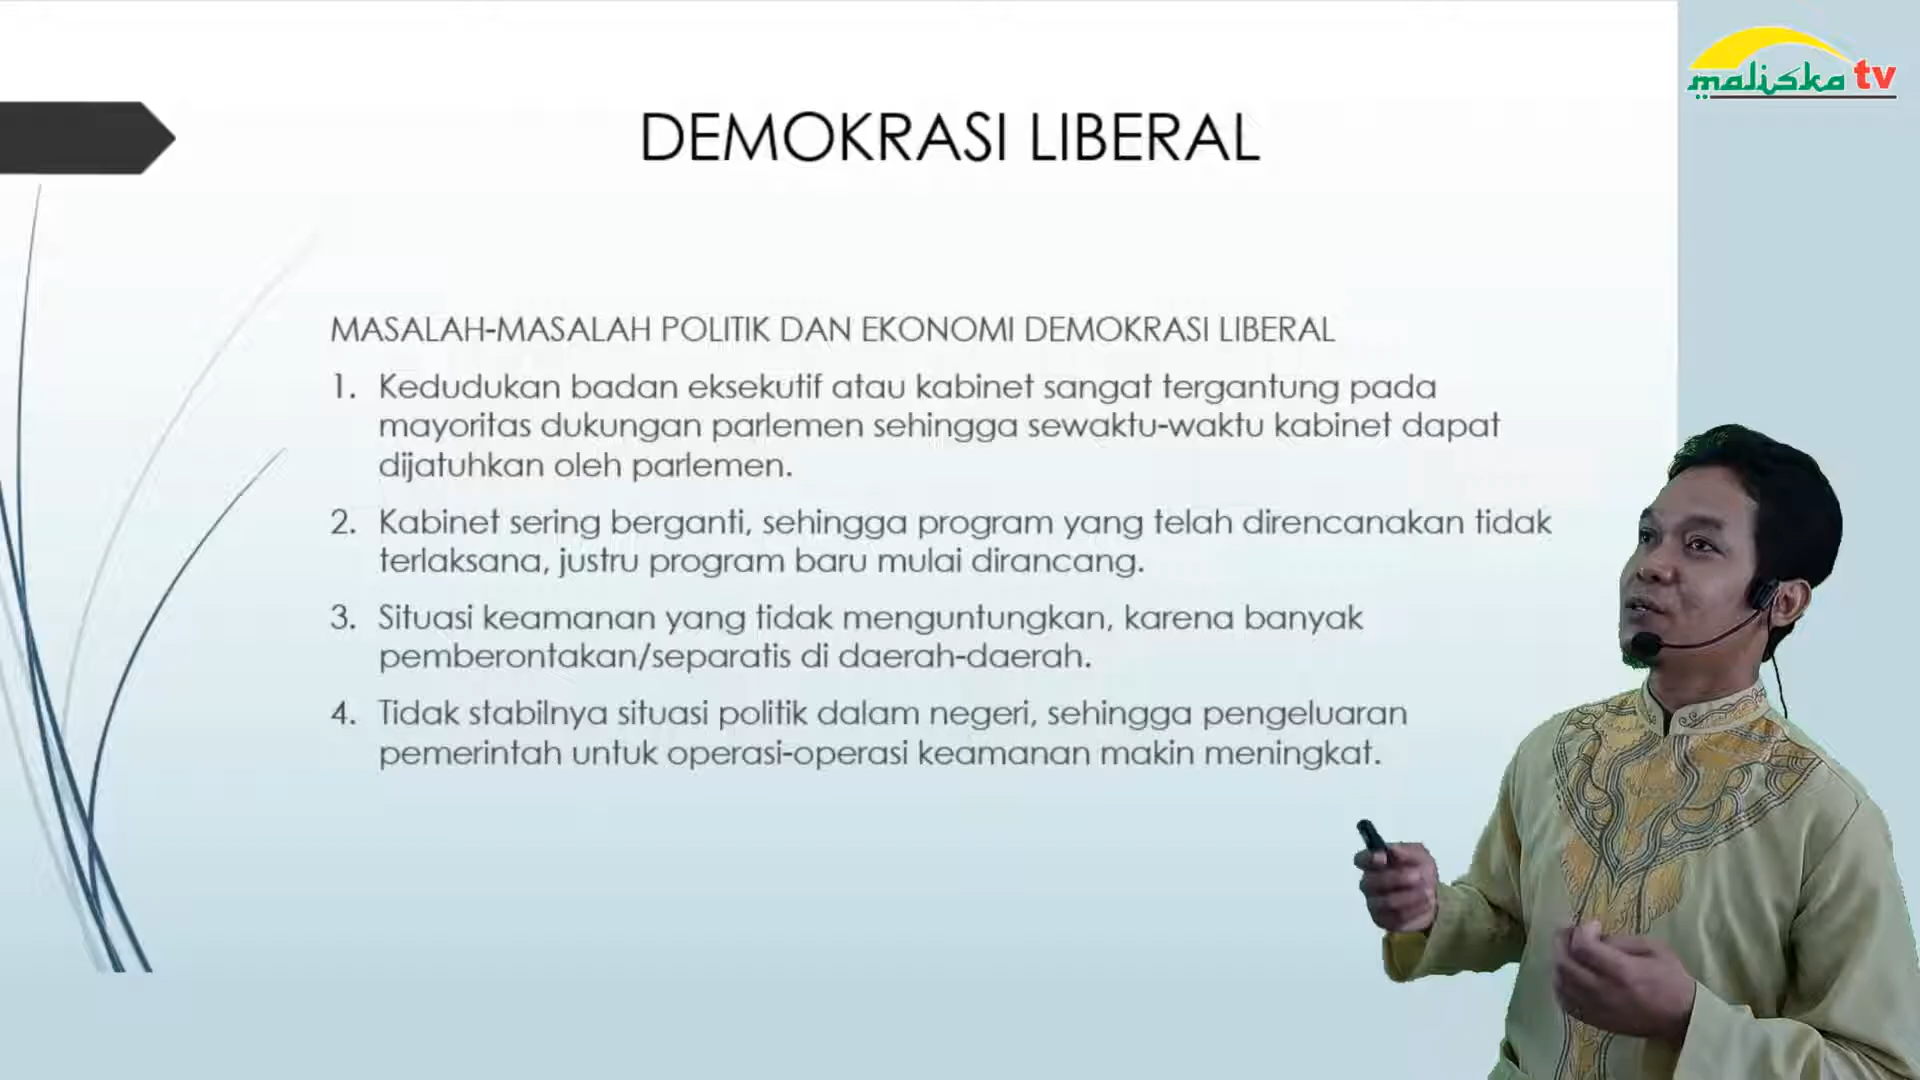 maliska tv
DEMOKRASI LIBERAL
MASALAH-MASALAH POLITIK DAN EKONOMI DEMOKRASI LIBERAL
1. Kedudukan badan eksekutif atau kabinet sangat tergantung pada
mayoritas dukungan parlemen sehingga sewaktu-waktu kabinet dapat
dijatuhkan oleh parlemen.
2. Kabinet sering berganti, sehingga program yang telah direncanakan tidak
terlaksana, justru program baru mulai dirancang.
3. Situasi keamanan yang tidak menguntungkan, karena banyak
pemberontakan/separatis di daerah-daerah.
4. Tidak stabilnya situasi politik dalam negeri, sehingga pengeluaran
pemerintah untuk operasi-operasi keamanan makin meningkat.